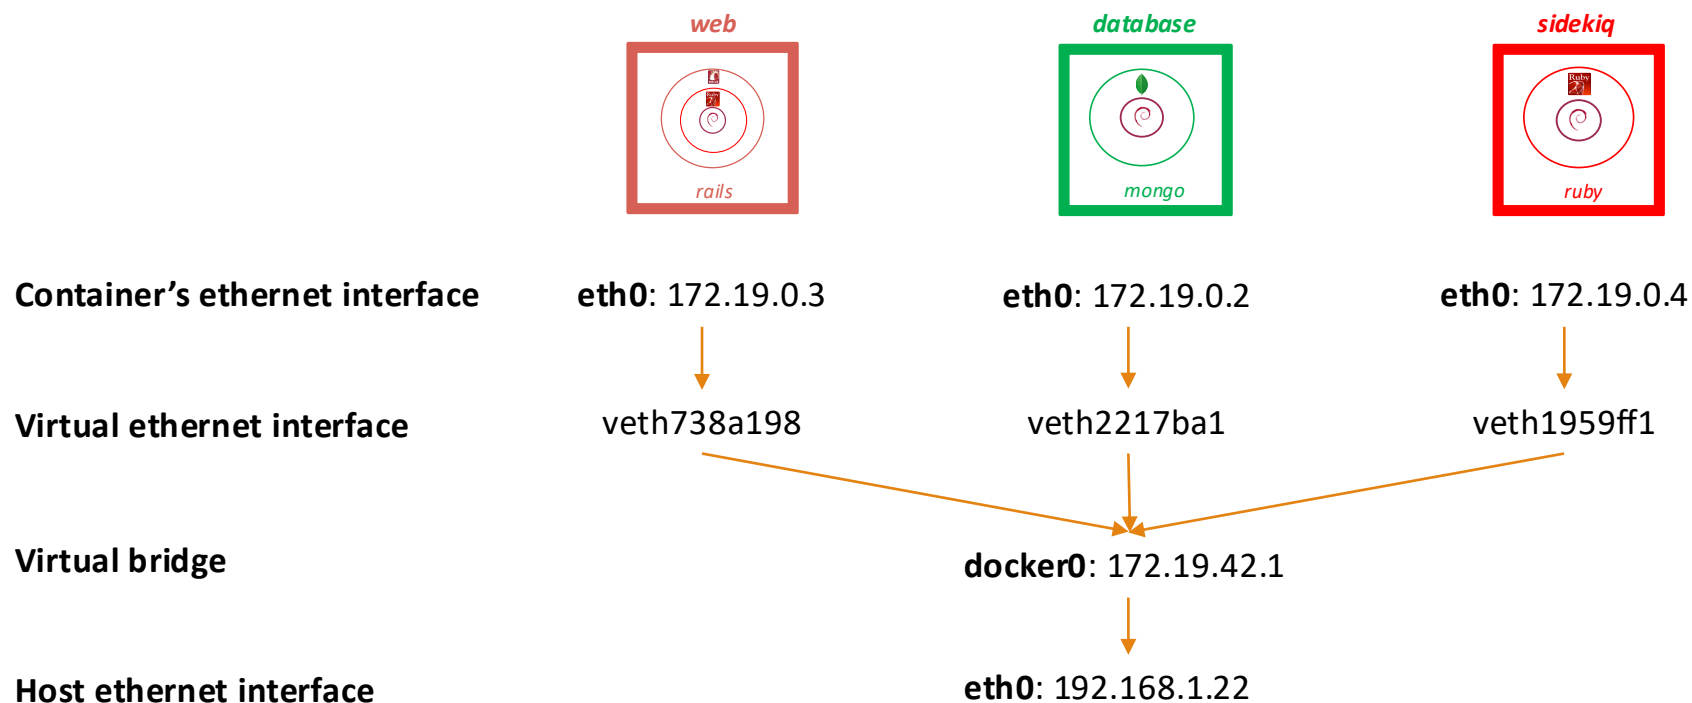 web
database
sidekiq
Ruby
Ruby
rails
mongo
ruby
Container’s ethernet interface
eth0: 172.19.0.3
eth0: 172.19.0.2
eth0: 172.19.0.4
Virtual ethernet interface
veth738a198
veth2217ba1
veth1959ff1
Virtual bridge
docker0: 172.19.42.1
Host ethernet interface
eth0: 192.168.1.22